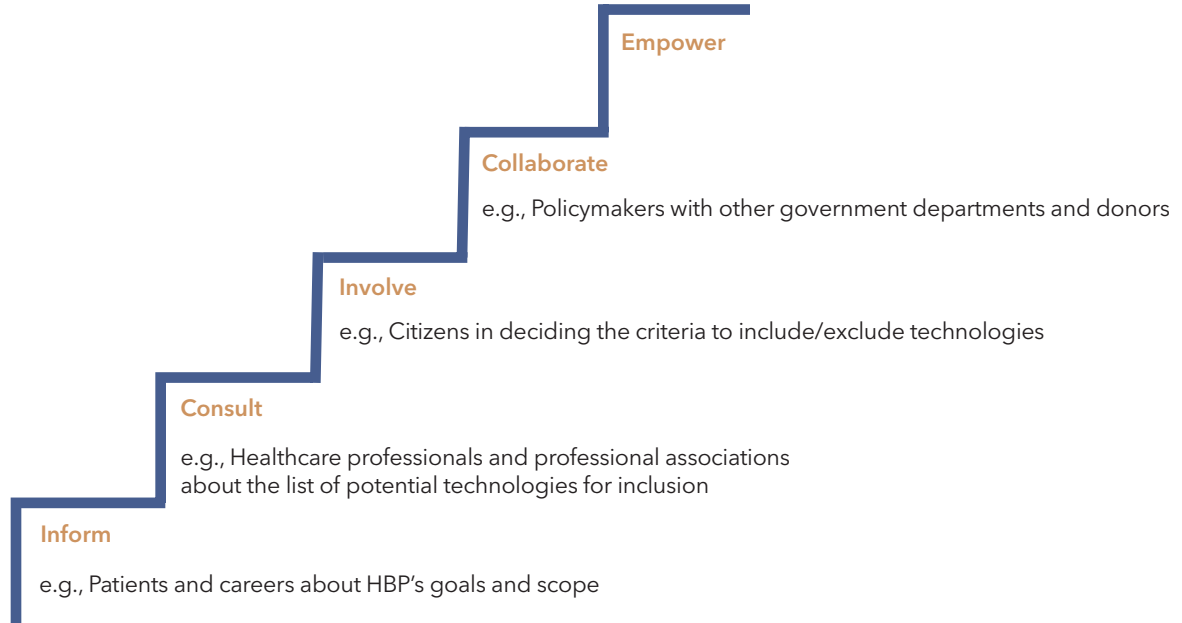 Empower
Collaborate
e.g., Policymakers with other government departments and donors
Involve
e.g., Citizens in deciding the criteria to include/exclude technologies
Consult
e.g., Healthcare professionals and professional associations
about the list of potential technologies for inclusion
Inform
e.g., Patients and careers about HBP’s goals and scope